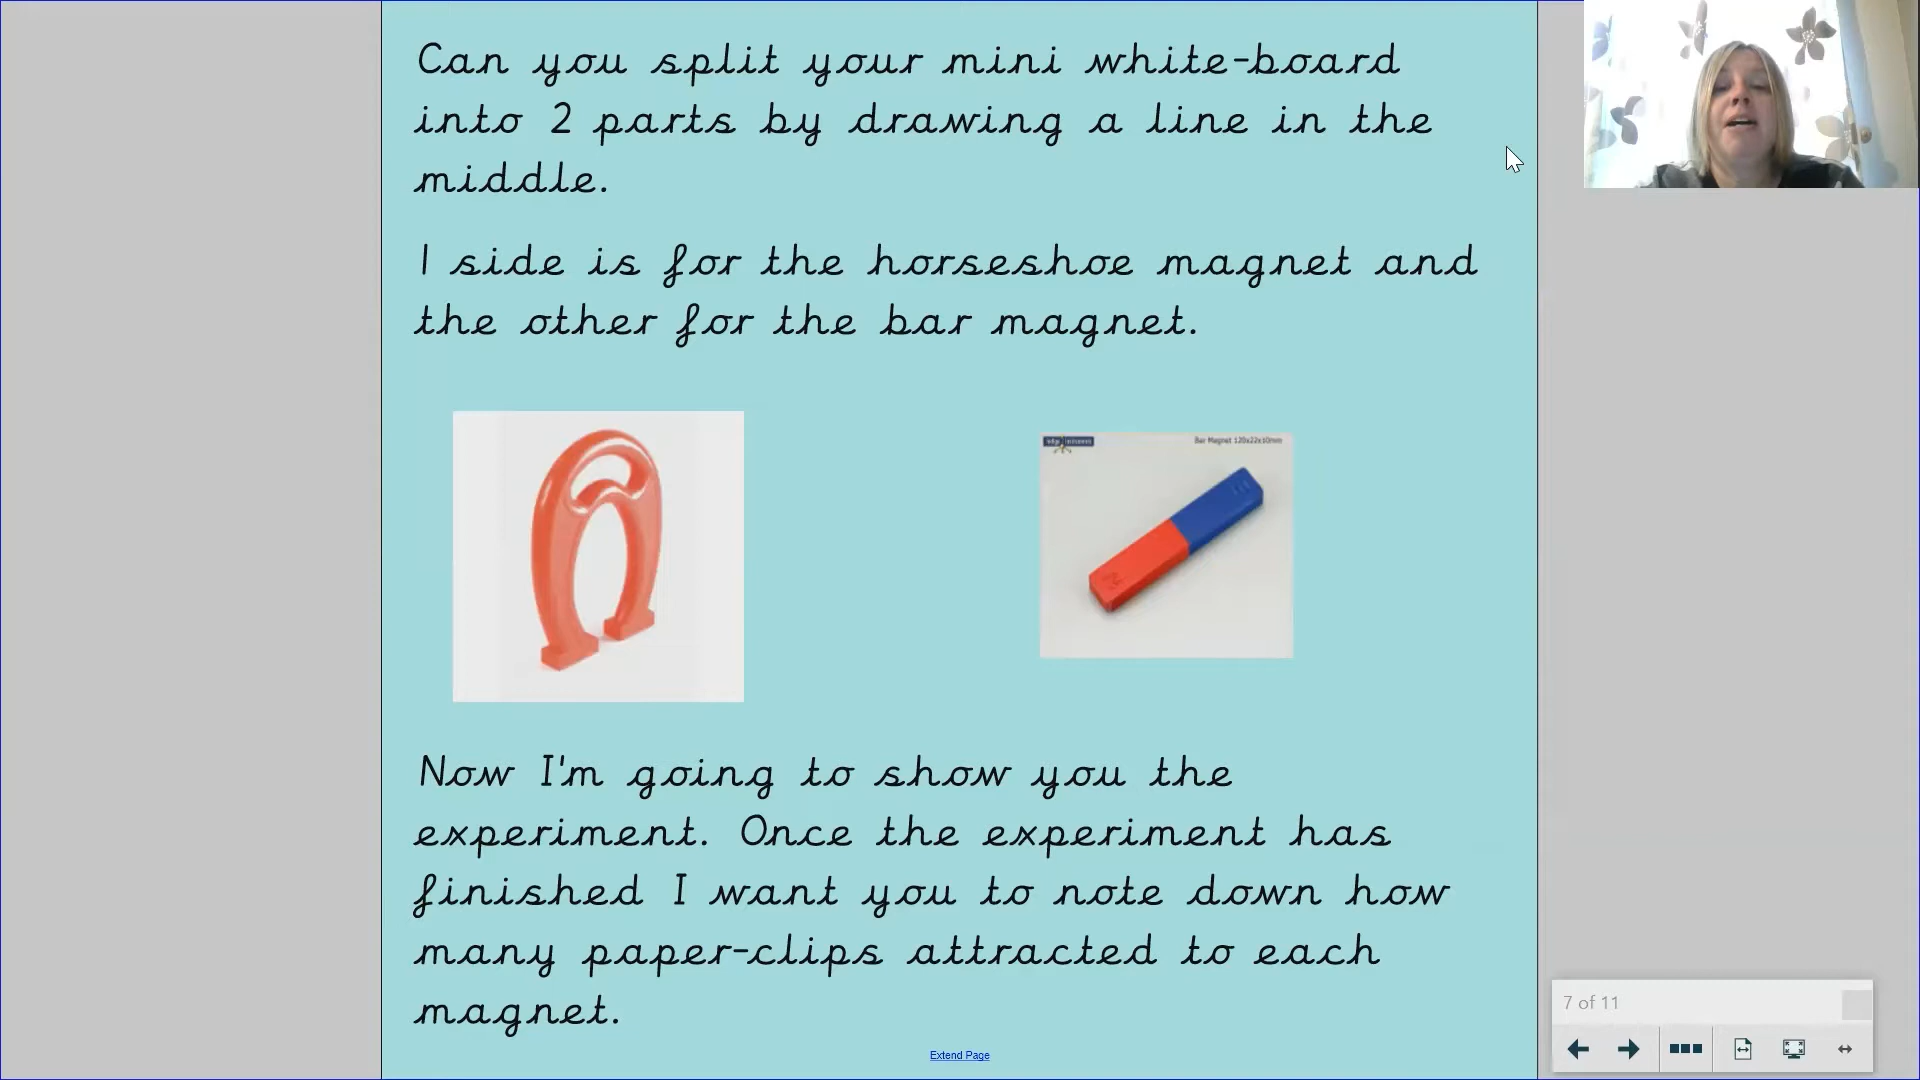 Can you split your mini white-board
into 2 parts by drawing a line in the
middle.
1 side is for the horseshoe magnet and
the other for the bar magnet.
Bar Magnet 120x22x10mm
Now I'm going to show you the
experiment. Once the experiment has
finished I want you to note down how
many paper-clips attracted to each
magnet.
Extend Page
7 of 11